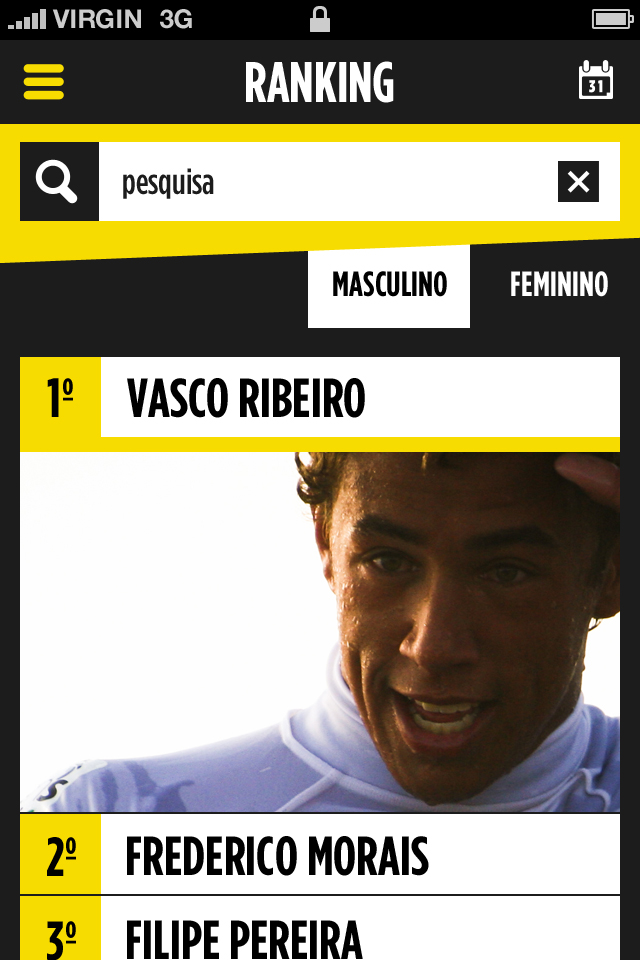 VIRGIN 3G
RANKING
31
pesquisa
MASCULINO FEMININO
1º VASCO RIBEIRO
2º FREDERICO MORAIS
3º FILIPE PEREIRA